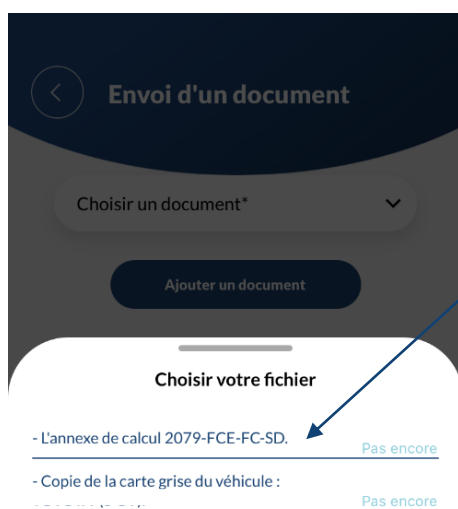 Envoi d'un document
Choisir un document*
Ajouter un document
Choisir votre fichier
- L'annexe de calcul 2079-FCE-FC-SD.
Pas encore
- Copie de la carte grise du véhicule :
Pas encore